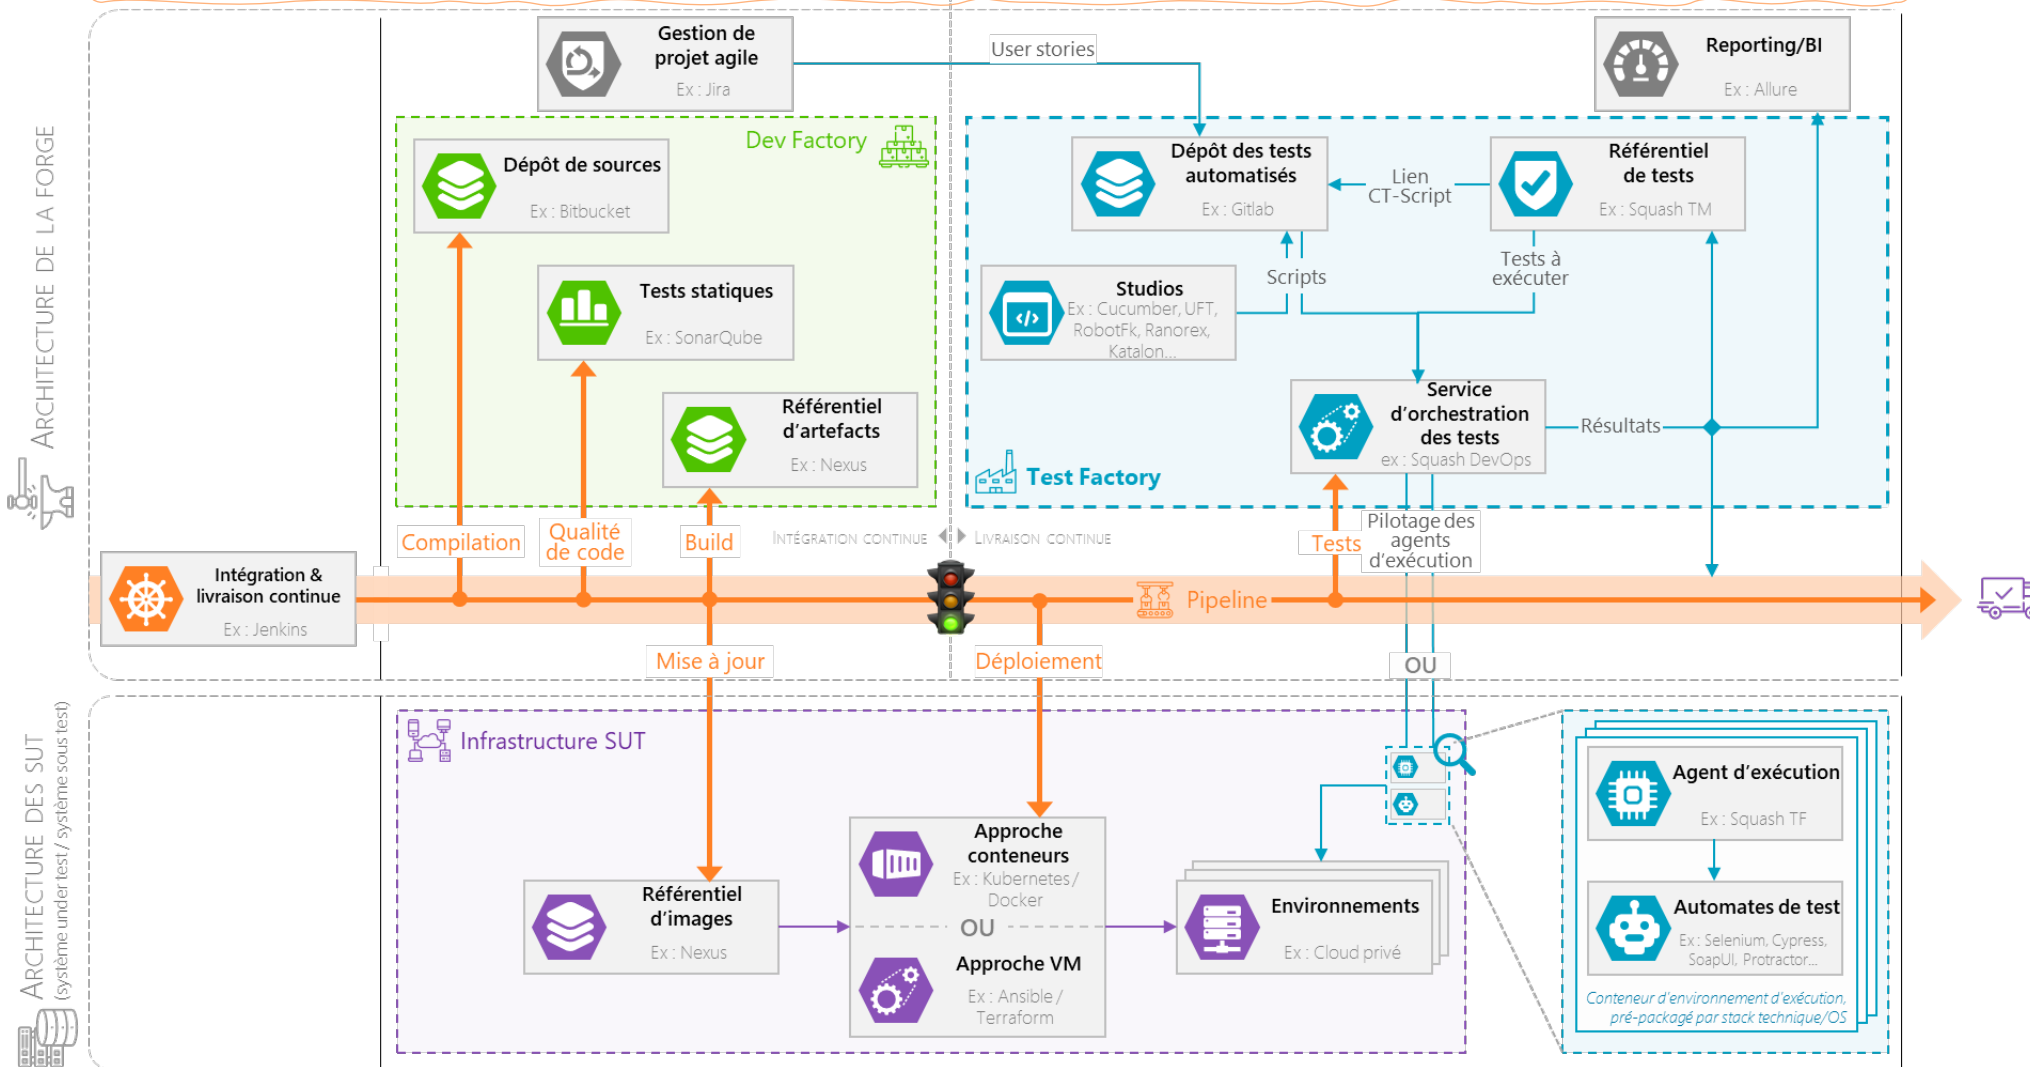 ARCHITECTURE DE LA FORGE
Gestion de
projet agile
Ex : Jira
User stories
Reporting/BI
Ex : Allure
Dev Factory
Dépôt de sources
Ex : Bitbucket
Tests statiques
Ex : SonarQube
Référentiel
d'artefacts
Ex : Nexus
Dépôt des tests
automatisés
Ex : Gitlab
Lien
CT-Script
Référentiel
de tests
Ex : Squash TM
Studios
Ex : Cucumber, UFT,
RobotFk, Ranorex,
Katalon...
Scripts
Tests à
exécuter
Service
d'orchestration
des tests
ex : Squash DevOps
Résultats
Test Factory
Compilation
Qualité
de code
Build
INTÉGRATION CONTINUE
LIVRAISON CONTINUE
Tests
Pilotage des
agents
d'exécution
Intégration &
livraison continue
Ex : Jenkins
Pipeline
Mise à jour
Déploiement
OU
ARCHITECTURE DES SUT
(système under test / système sous test)
Infrastructure SUT
Référentiel
d'images
Ex : Nexus
Approche
conteneurs
Ex : Kubernetes /
Docker
OU
Approche VM
Ex : Ansible /
Terraform
Environnements
Ex : Cloud privé
Agent d'exécution
Ex : Squash TF
Automates de test
Ex : Selenium, Cypress,
SoapUI, Protractor...
Conteneur d'environnement d'exécution,
pré-packagé par stack technique/OS